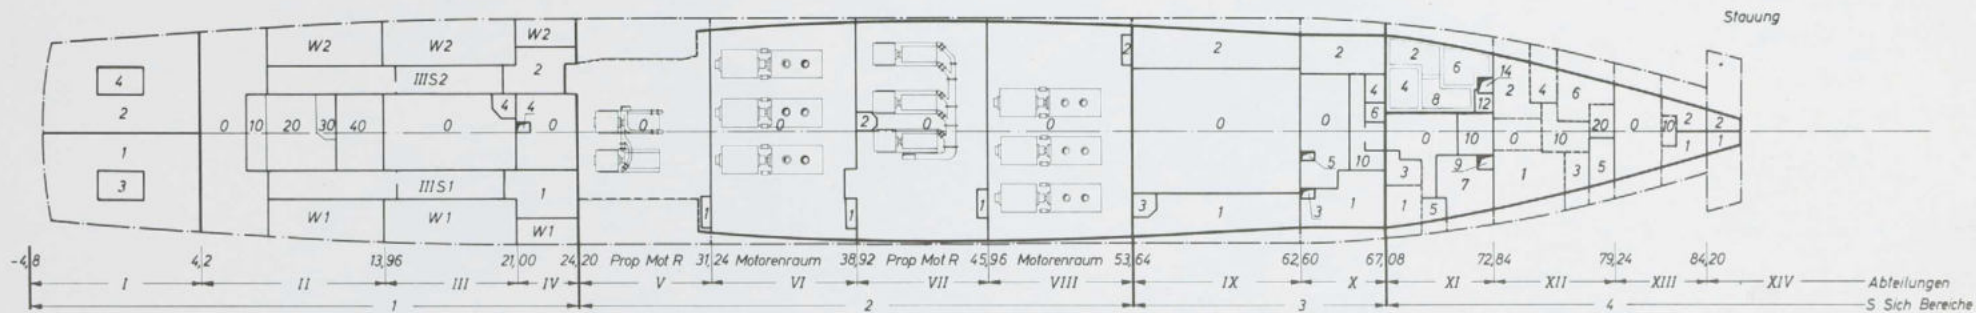 Stauung
W2 W2 W2 2 2 2 2 6 14 4 6
4 IIIS2 2 4 8 12 2
2 4 4 4 6
0 10 20 30 40 0 0 0 0 2 0 0 0 0 0 10 0 10 20 0 10 2 2
1 1 1
3 IIIS1 1 5 10 3 9 7 1 3 5
W1 W1 W1 1 1 1 3 1 3 1 1 5
-4,8 4,2 13,96 21,00 24,20 Prop Mot R 31,24 Motorenraum 38,92 Prop Mot R 45,96 Motorenraum 53,64 62,60 67,08 72,84 79,24 84,20
I II III IV V VI VII VIII IX X XI XII XIII XIV Abteilungen
1 2 3 4 S Sich Bereiche